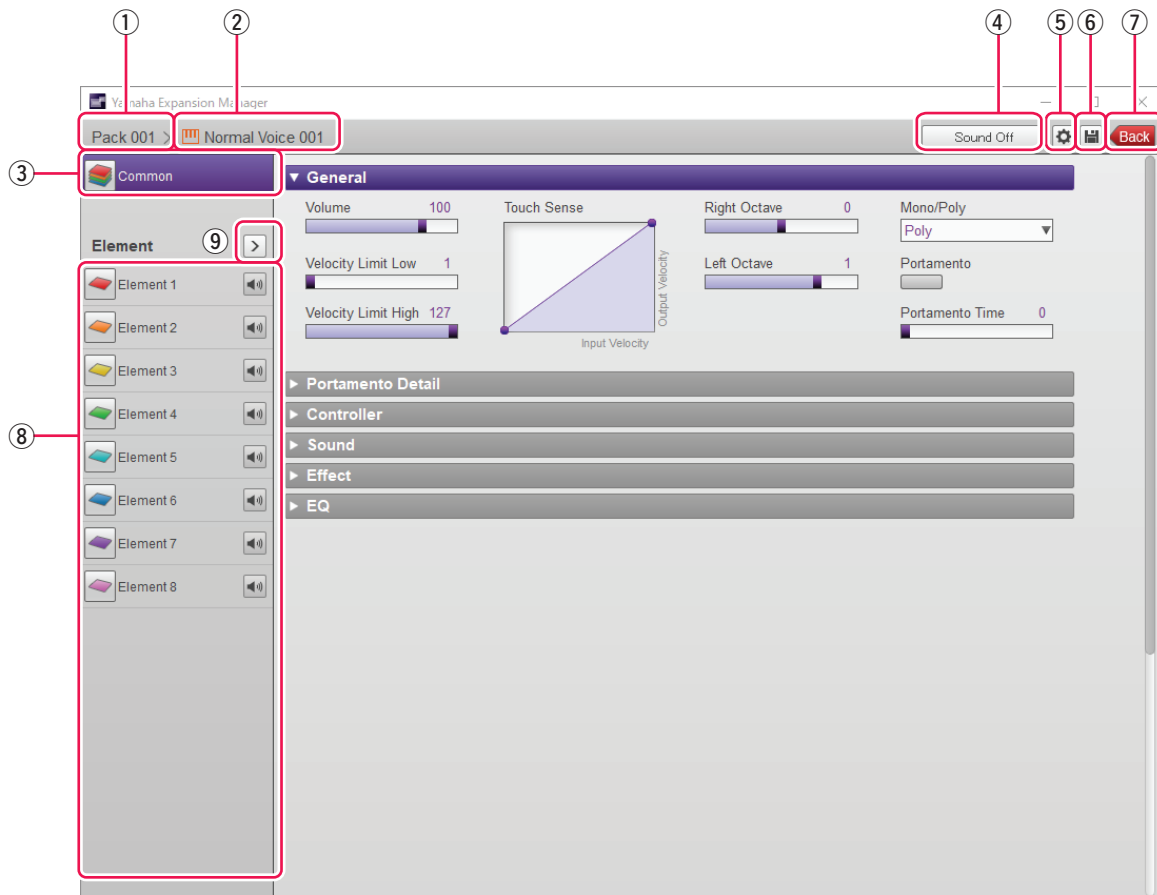 ① ② ④ ⑤ ⑥ ⑦
Yamaha Expansion Manager
Pack 001 > Normal Voice 001 Sound Off Back
③ Common
▼ General
Volume 100 Touch Sense Right Octave 0 Mono/Poly
Poly ▼
Element ⑨ >
Velocity Limit Low 1 Left Octave 1 Portamento
Velocity Limit High 127 Portamento Time 0
Output Velocity
Input Velocity
⑧
Element 1
Element 2
Element 3
Element 4
Element 5
Element 6
Element 7
Element 8
▶ Portamento Detail
▶ Controller
▶ Sound
▶ Effect
▶ EQ